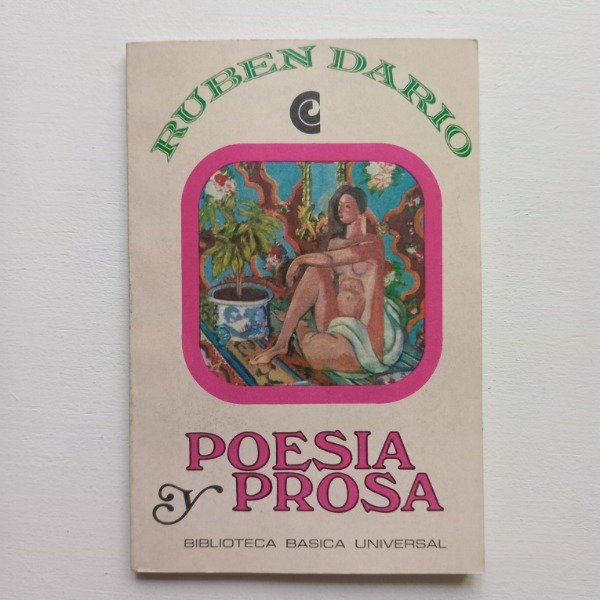 RUBEN DARIO
POESIA
y PROSA
BIBLIOTECA BASICA UNIVERSAL